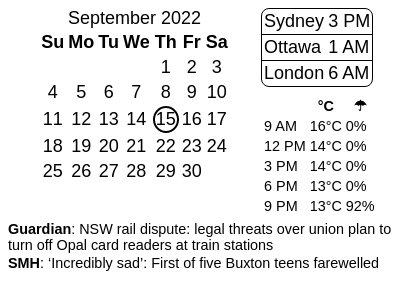 September 2022
Su Mo Tu We Th Fr Sa
1 2 3
4 5 6 7 8 9 10
11 12 13 14 15 16 17
18 19 20 21 22 23 24
25 26 27 28 29 30
Sydney 3 PM
Ottawa 1 AM
London 6 AM
°C ☂
9 AM 16°C 0%
12 PM 14°C 0%
3 PM 14°C 0%
6 PM 13°C 0%
9 PM 13°C 92%
Guardian: NSW rail dispute: legal threats over union plan to
turn off Opal card readers at train stations
SMH: ‘Incredibly sad’: First of five Buxton teens farewelled